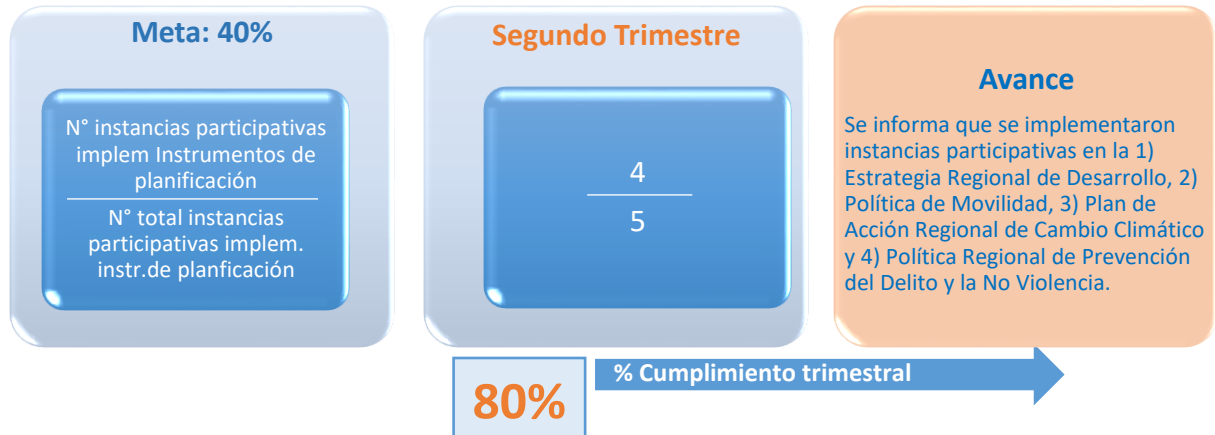 Meta: 40%
N° instancias participativas
implem Instrumentos de
planificación
N° total instancias
participativas implem.
instr.de planficación
Segundo Trimestre
4
5
Avance
Se informa que se implementaron
instancias participativas en la 1)
Estrategia Regional de Desarrollo, 2)
Política de Movilidad, 3) Plan de
Acción Regional de Cambio Climático
y 4) Política Regional de Prevención
del Delito y la No Violencia.
80%
% Cumplimiento trimestral